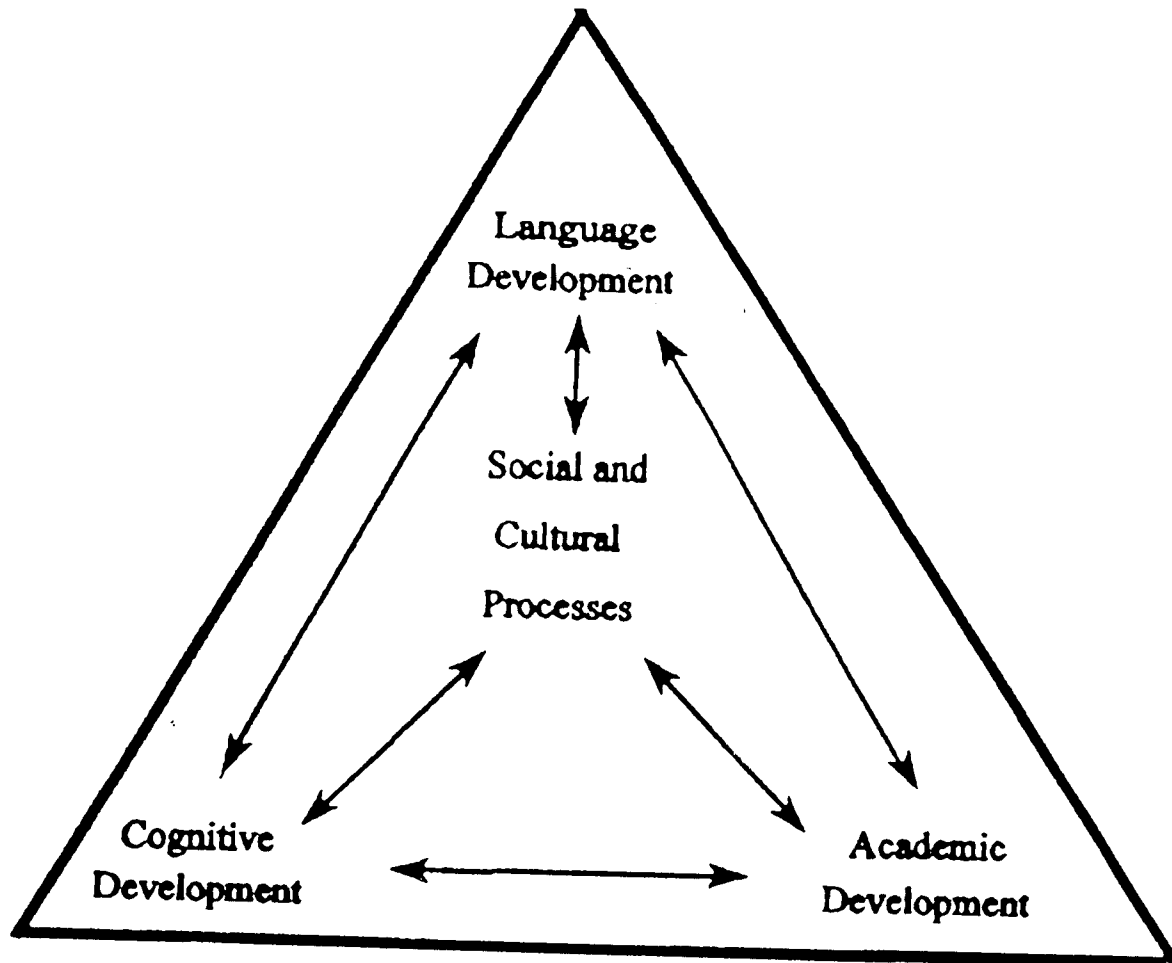 Language
Development
Social and
Cultural
Processes
Cognitive
Development
Academic
Development